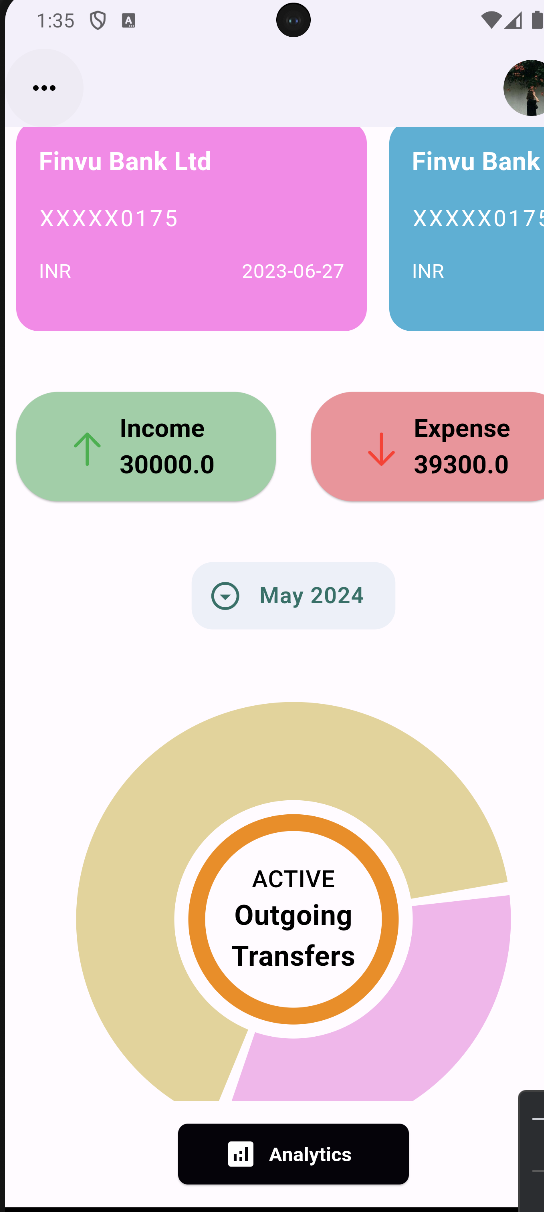 1:35
A
Finvu Bank Ltd
XXXXX0175
INR
2023-06-27
Finvu Bank
XXXXX0175
INR
Income
30000.0
Expense
39300.0
May 2024
ACTIVE
Outgoing
Transfers
Analytics